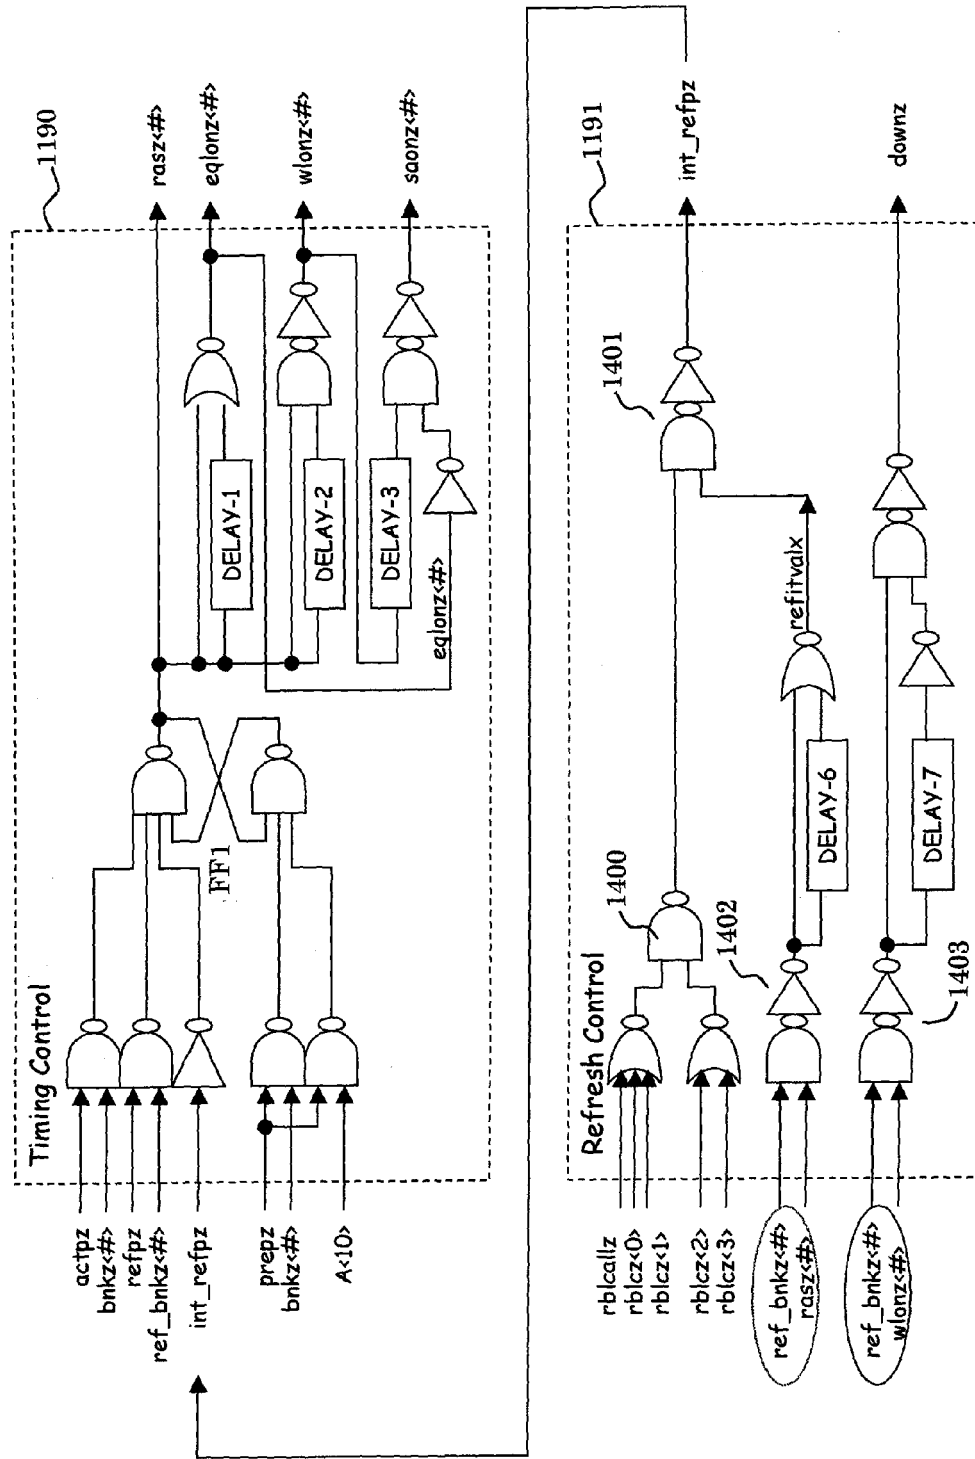 Timing Control
1190
actpz
bnkz<#>
refpz
ref_bnkz<#>
int_refpz
prepz
bnkz<#>
A<10>
FF1
DELAY-1
DELAY-2
DELAY-3
eqlonz<#>
rasz<#>
eqlonz<#>
wlonz<#>
saonz<#>
Refresh Control
1191
rblcallz
rblcz<0>
rblcz<1>
rblcz<2>
rblcz<3>
ref_bnkz<#>
rasz<#>
ref_bnkz<#>
wlonz<#>
1400
1401
1402
1403
DELAY-6
DELAY-7
refitvalx
int_refpz
downz